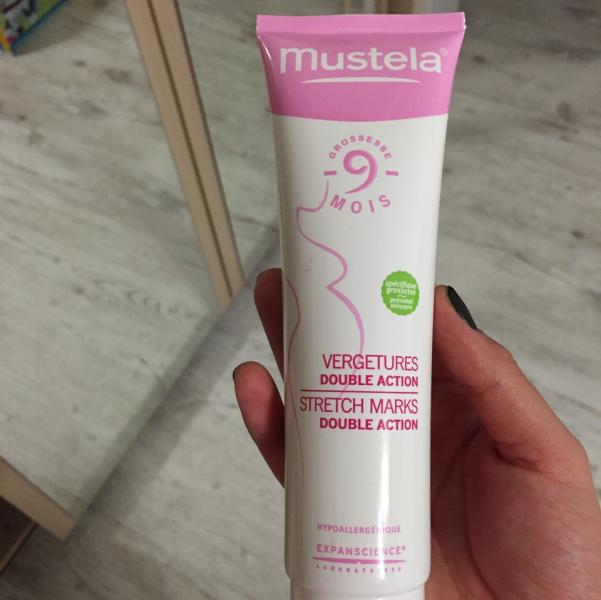 mustela®
GROSSESSE
9
MOIS
spécifique
grossesse
prenatal
skincare
VERGETURES
DOUBLE ACTION
STRETCH MARKS
DOUBLE ACTION
HYPOALLERGÉNIQUE
EXPANSCIENCE®
LABORATOIRES